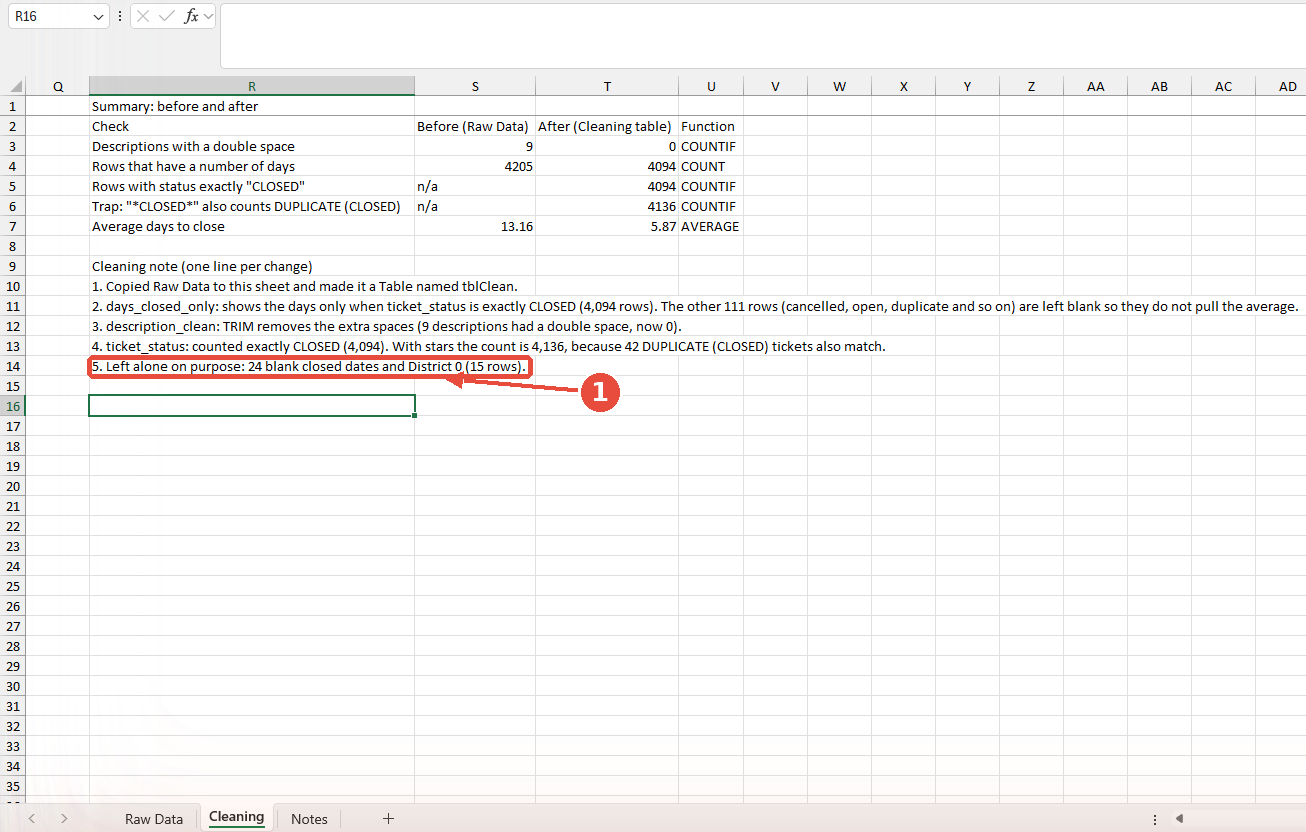 R16 fx
Q R S T U V W X Y Z AA AB AC AD
1 Summary: before and after
2 Check Before (Raw Data) After (Cleaning table) Function
3 Descriptions with a double space 9 0 COUNTIF
4 Rows that have a number of days 4205 4094 COUNT
5 Rows with status exactly "CLOSED" n/a 4094 COUNTIF
6 Trap: "*CLOSED*" also counts DUPLICATE (CLOSED) n/a 4136 COUNTIF
7 Average days to close 13.16 5.87 AVERAGE
8
9 Cleaning note (one line per change)
10 1. Copied Raw Data to this sheet and made it a Table named tblClean.
11 2. days_closed_only: shows the days only when ticket_status is exactly CLOSED (4,094 rows). The other 111 rows (cancelled, open, duplicate and so on) are left blank so they do not pull the average.
12 3. description_clean: TRIM removes the extra spaces (9 descriptions had a double space, now 0).
13 4. ticket_status: counted exactly CLOSED (4,094). With stars the count is 4,136, because 42 DUPLICATE (CLOSED) tickets also match.
14 5. Left alone on purpose: 24 blank closed dates and District 0 (15 rows).
15
1
16
17
18
19
20
21
22
23
24
25
26
27
28
29
30
31
32
33
34
35
Raw Data Cleaning Notes +